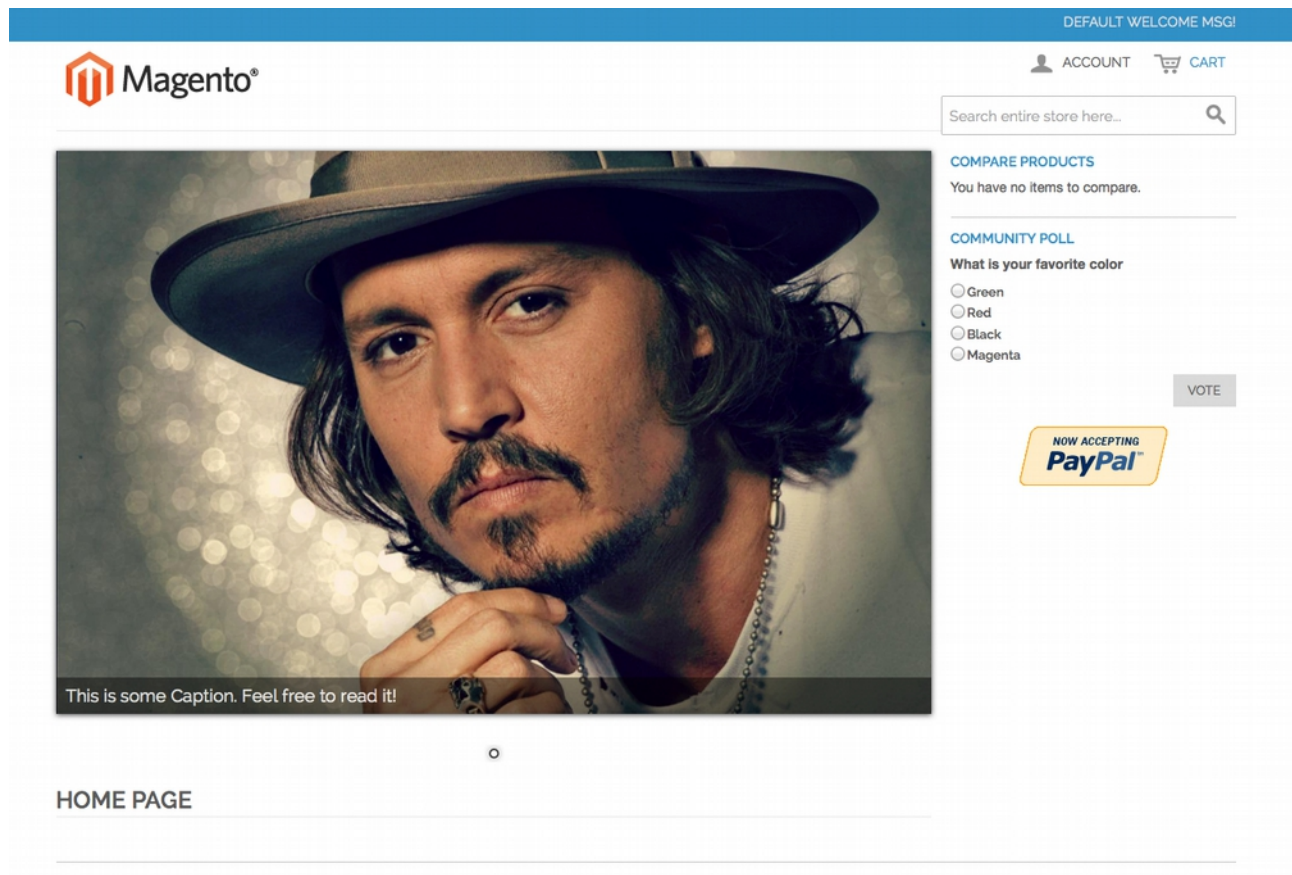 DEFAULT WELCOME MSG!
Magento®
ACCOUNT
CART
Search entire store here...
COMPARE PRODUCTS
You have no items to compare.
COMMUNITY POLL
What is your favorite color
Green
Red
Black
Magenta
VOTE
NOW ACCEPTING
PayPal™
This is some Caption. Feel free to read it!
HOME PAGE